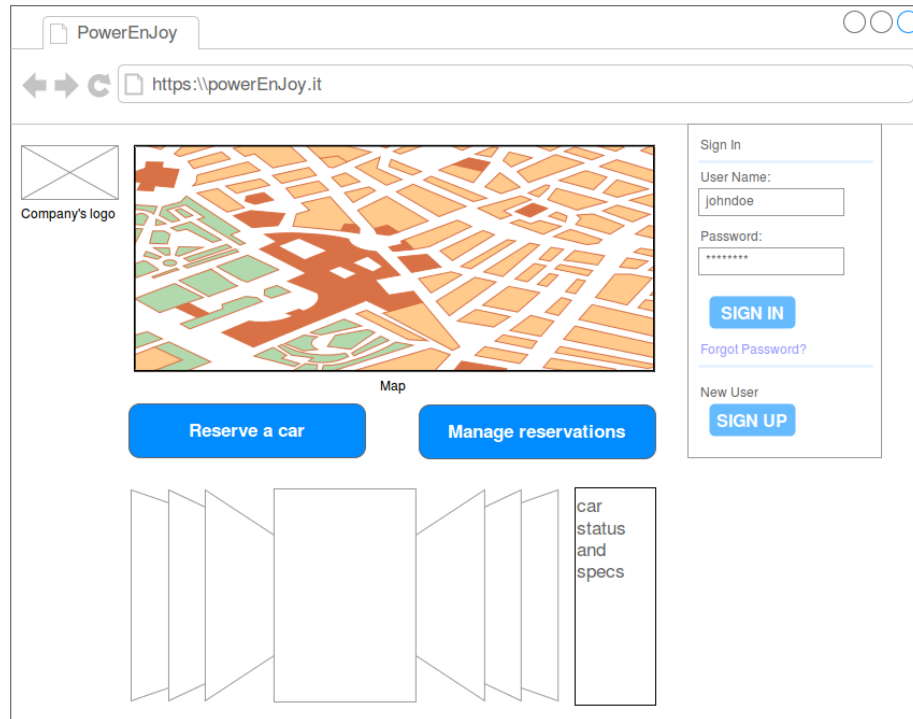 PowerEnJoy
https:\\powerEnJoy.it
Company's logo
Map
Reserve a car
Manage reservations
car
status
and
specs
Sign In
User Name:
johndoe
Password:
********
SIGN IN
Forgot Password?
New User
SIGN UP